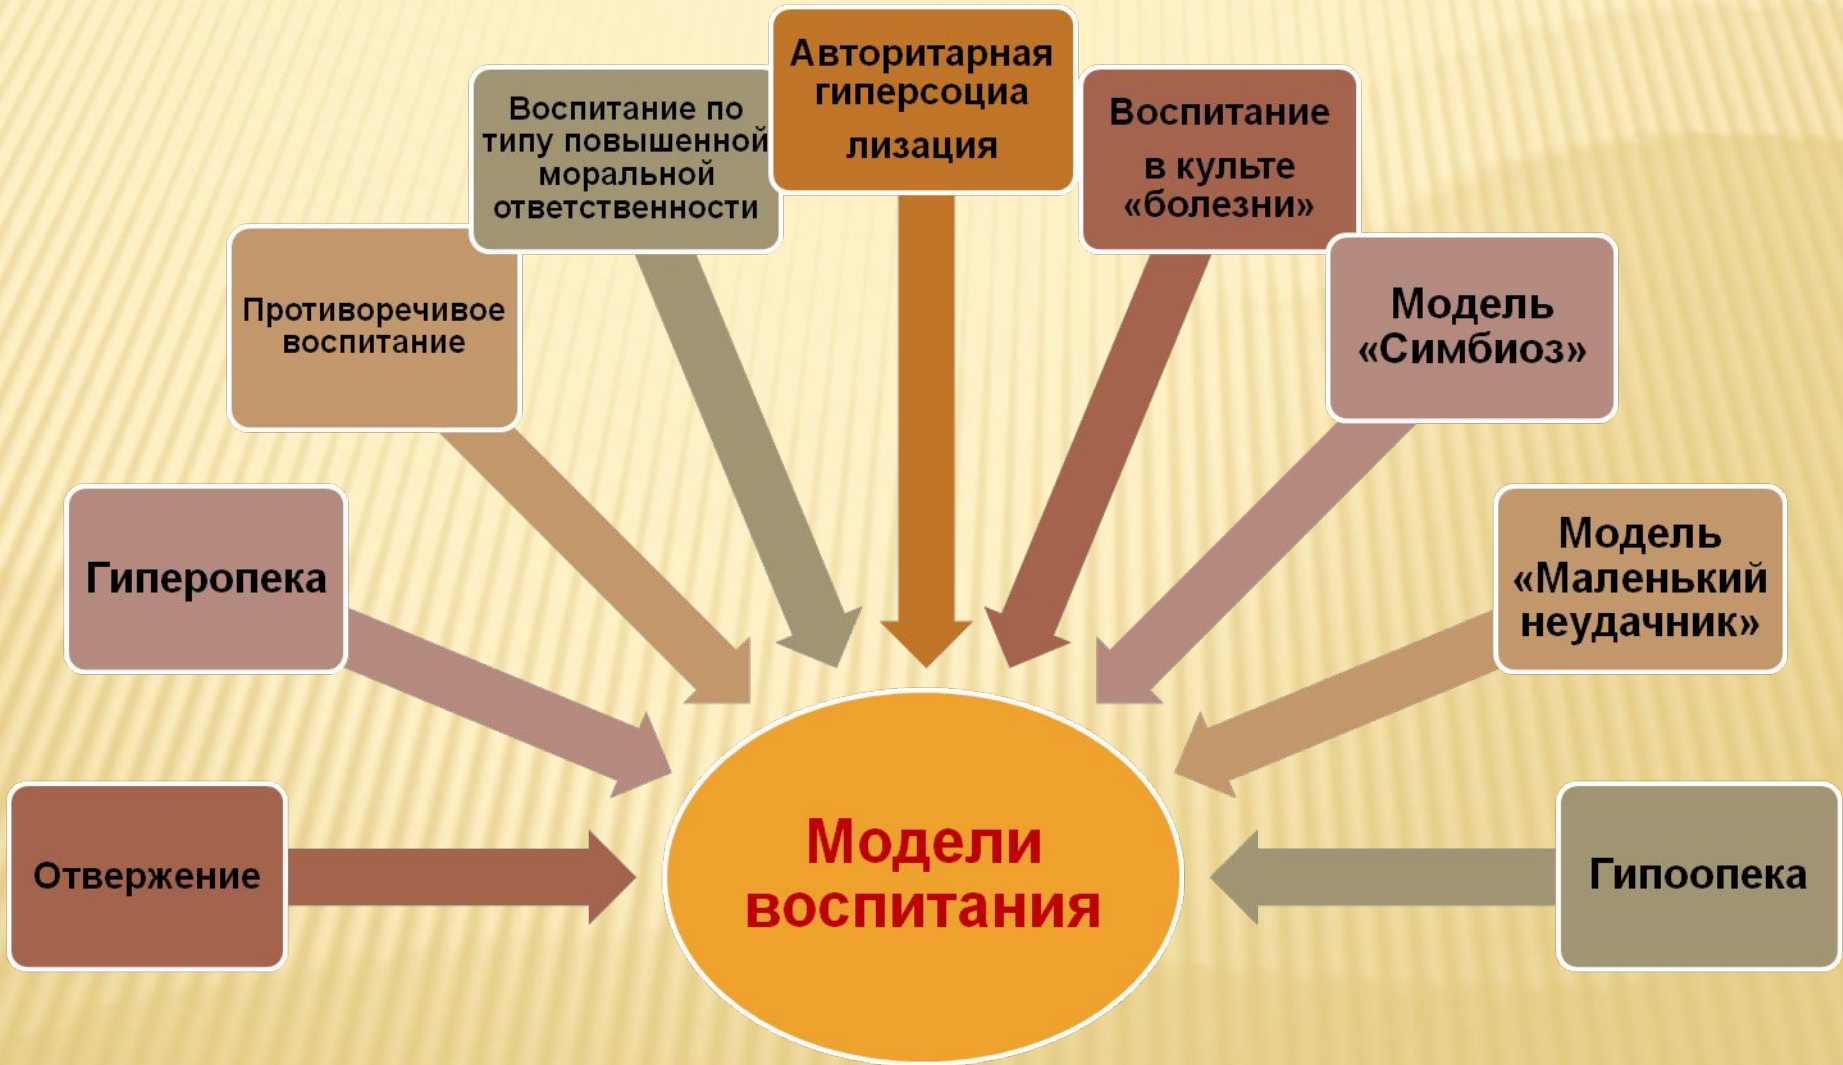 Авторитарная
гиперсоциа
лизация
Воспитание по
типу повышенной
моральной
ответственности
Воспитание
в культе
«болезни»
Противоречивое
воспитание
Модель
«Симбиоз»
Гиперопека
Модель
«Маленький
неудачник»
Отвержение
Модели
воспитания
Гипоопека